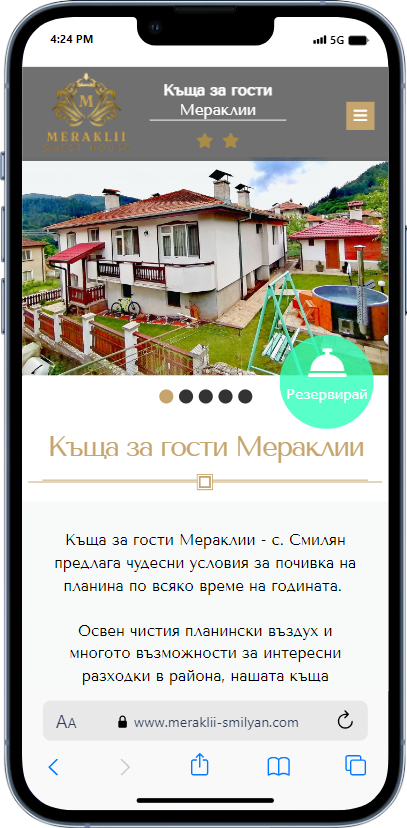 4:24 PM
5G
M
MERAKLII
GUEST HOUSE
Къща за гости
Мераклии
Резервирай
Къща за гости Мераклии
Къща за гости Мераклии - с. Смилян
предлага чудесни условия за почивка на
планина по всяко време на годината.
Освен чистия планински въздух и
многото възможности за интересни
разходки в района, нашата къща
AA
www.meraklii-smilyan.com